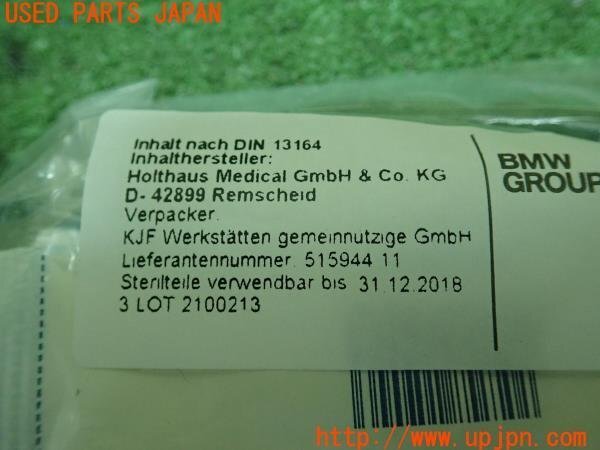 USED PARTS JAPAN
Inhalt nach DIN 13164
Inhalthersteller:
Holthaus Medical GmbH & Co. KG
D- 42899 Remscheid
Verpacker.
KJF Werkstätten gemeinnutzige GmbH
Lieferantennummer. 515944 11
Sterilteile verwendbar bis 31.12.2018
3 LOT 2100213
BMW
GROUP
http://www.upjpn.com